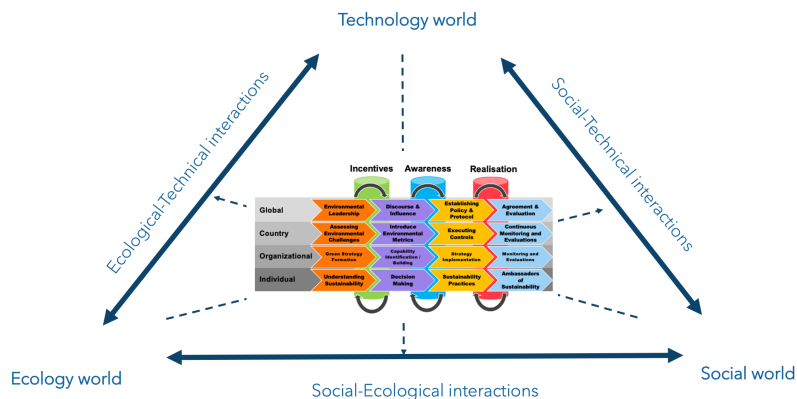 Technology world
Ecological-Technical interactions
Social-Technical interactions
Incentives Awareness Realisation
Global
Environmental
Leadership
Discourse &
Influence
Establishing
Policy &
Protocol
Agreement &
Evaluation
Country
Assessing
Environmental
Challenges
Introduce
Environmental
Metrics
Executing
Controls
Continuous
Monitoring and
Evaluations
Organizational
Green Strategy
Formation
Capability
Identification /
Building
Strategy
Implementation
Monitoring and
Evaluations
Individual
Understanding
Sustainability
Decision
Making
Sustainability
Practices
Ambassaders
of
Sustainability
Ecology world
Social world
Social-Ecological interactions